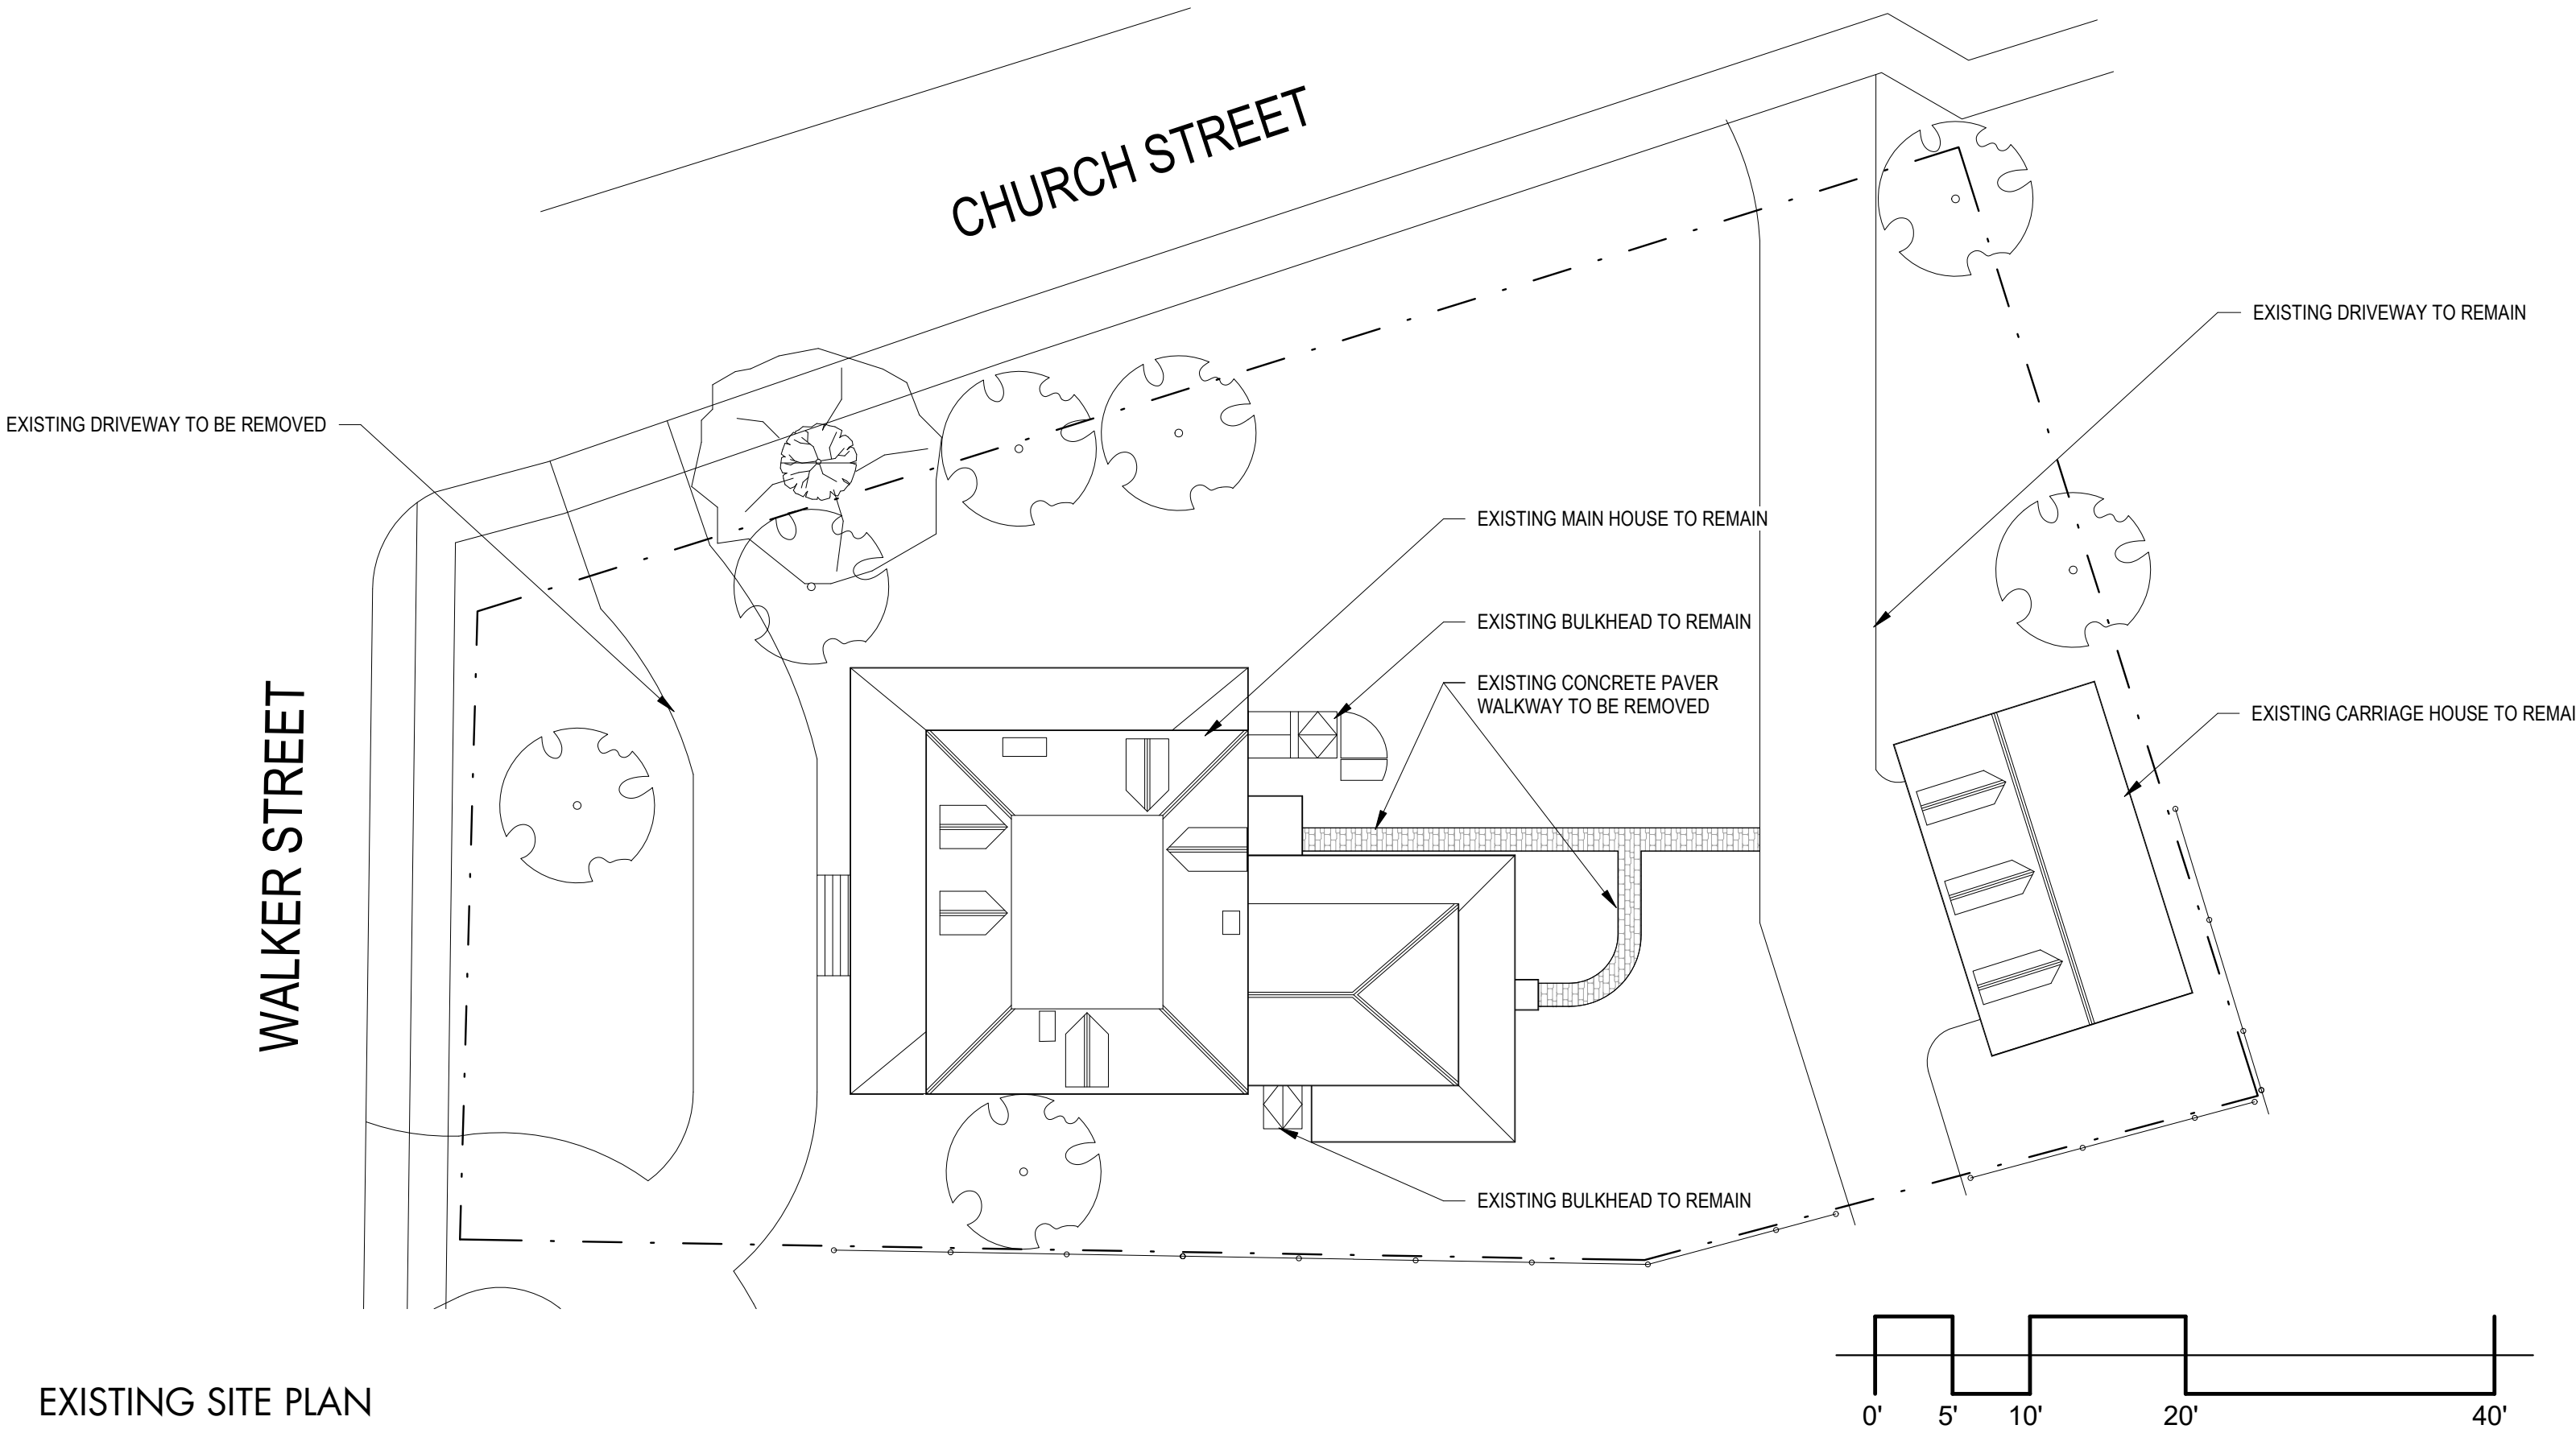 CHURCH STREET
EXISTING DRIVEWAY TO REMAIN
EXISTING DRIVEWAY TO BE REMOVED
EXISTING MAIN HOUSE TO REMAIN
EXISTING BULKHEAD TO REMAIN
EXISTING CONCRETE PAVER
WALKWAY TO BE REMOVED
EXISTING CARRIAGE HOUSE TO REMAI
WALKER STREET
EXISTING BULKHEAD TO REMAIN
EXISTING SITE PLAN
0' 5' 10' 20' 40'